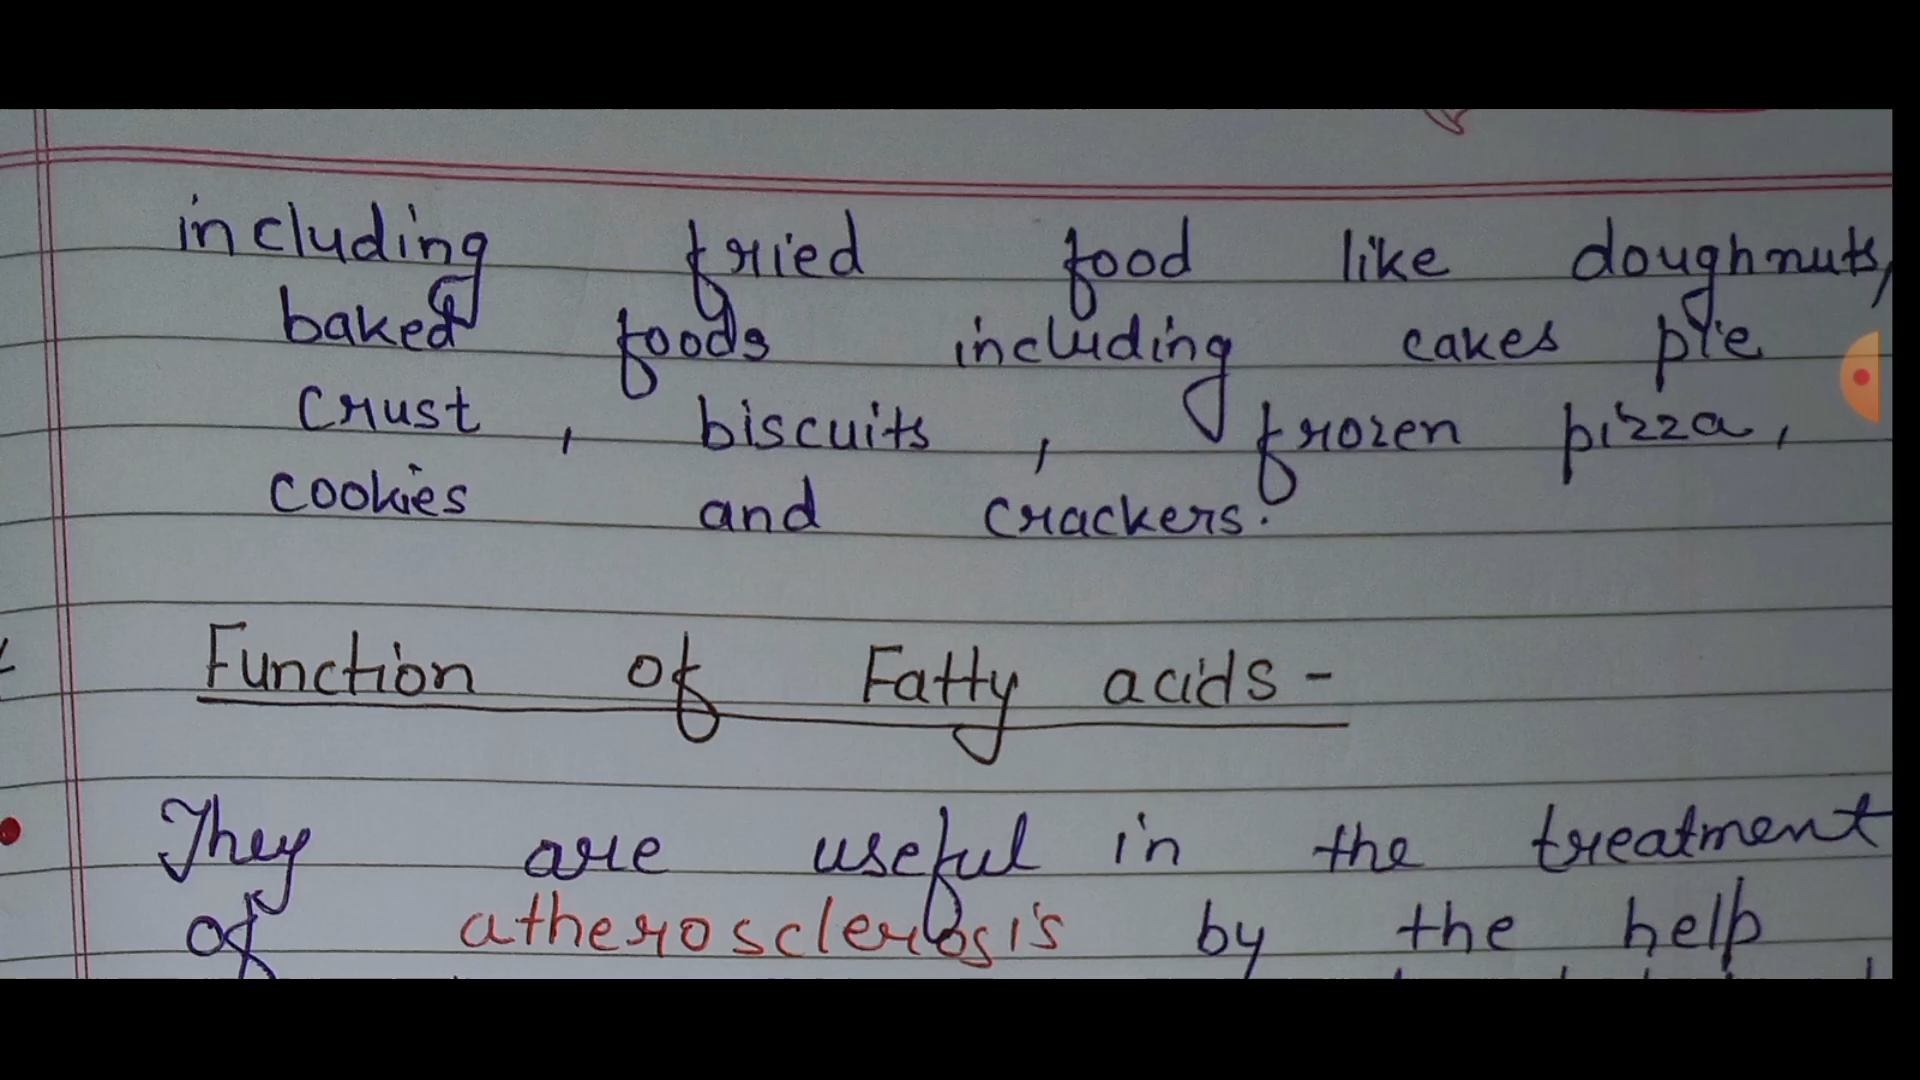 including fried food like doughnuts,
baked foods including cakes pie
crust , biscuits , frozen pizza ,
cookies and crackers.
Function of Fatty acids -
They are useful in the treatment
of atherosclerosis by the help